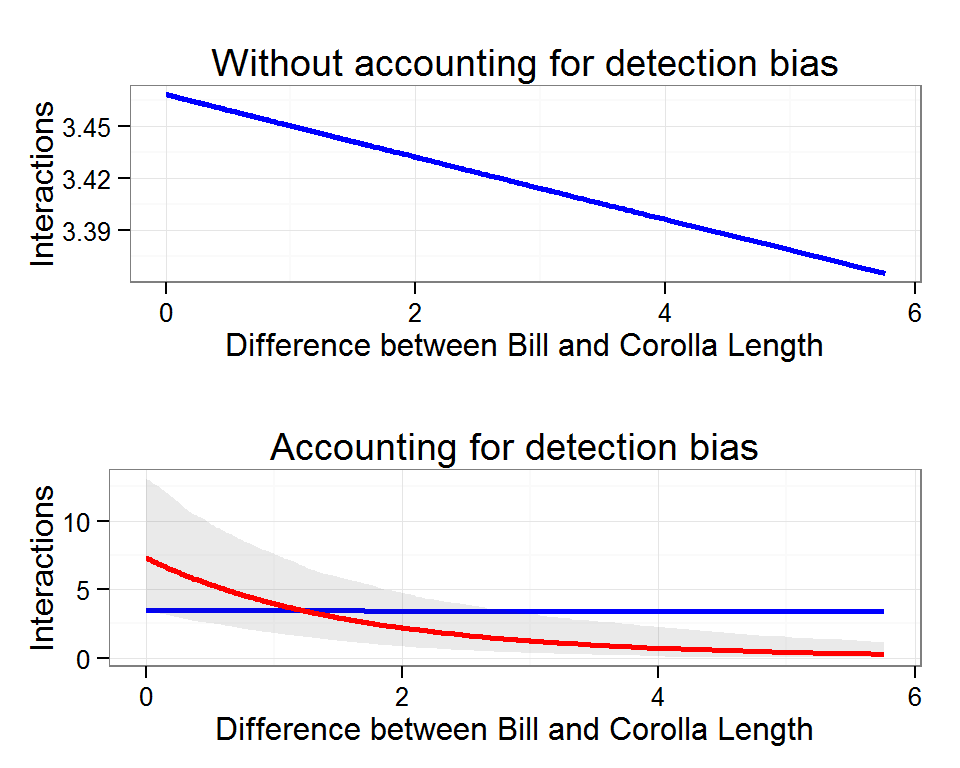 Without accounting for detection bias
Interactions
3.45
3.42
3.39
0 2 4 6
Difference between Bill and Corolla Length
Accounting for detection bias
Interactions
10
5
0
0 2 4 6
Difference between Bill and Corolla Length